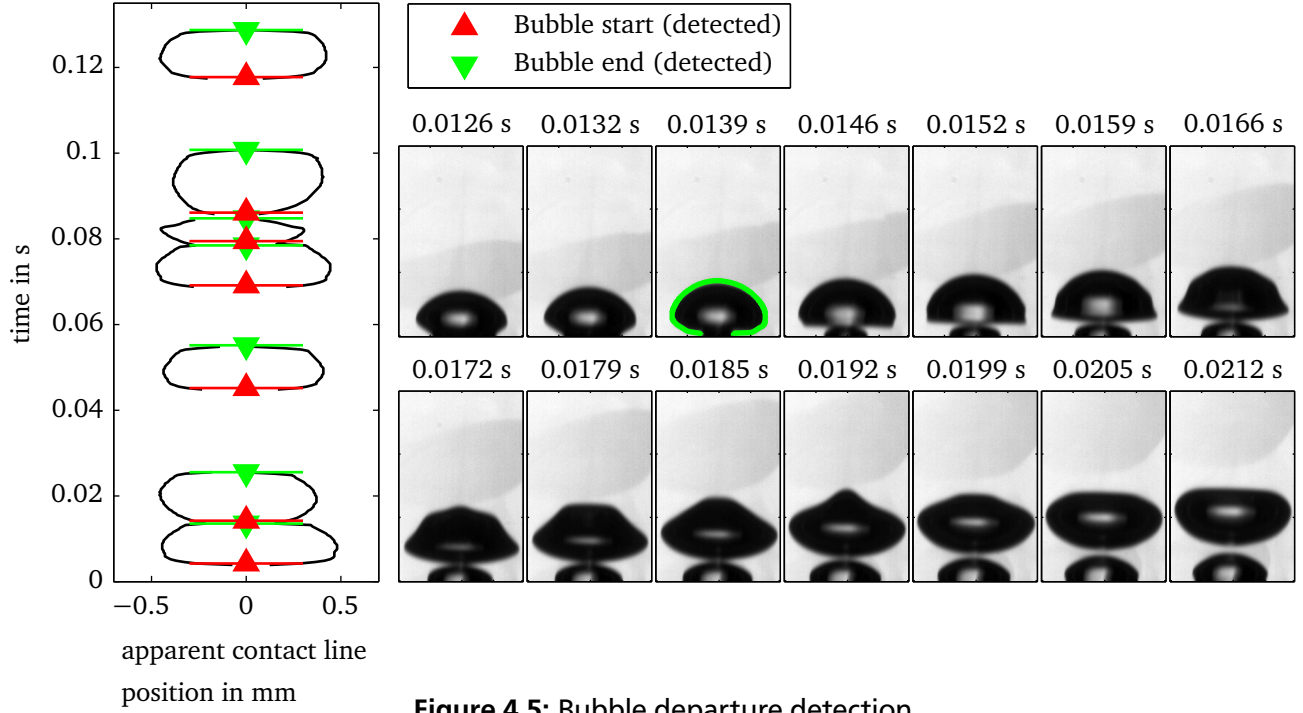 Bubble start (detected)
Bubble end (detected)
0.12
0.1
0.08
0.06
0.04
0.02
0
time in s
−0.5 0 0.5
apparent contact line
position in mm
0.0126 s 0.0132 s 0.0139 s 0.0146 s 0.0152 s 0.0159 s 0.0166 s
0.0172 s 0.0179 s 0.0185 s 0.0192 s 0.0199 s 0.0205 s 0.0212 s
Figure 4.5: Bubble departure detection